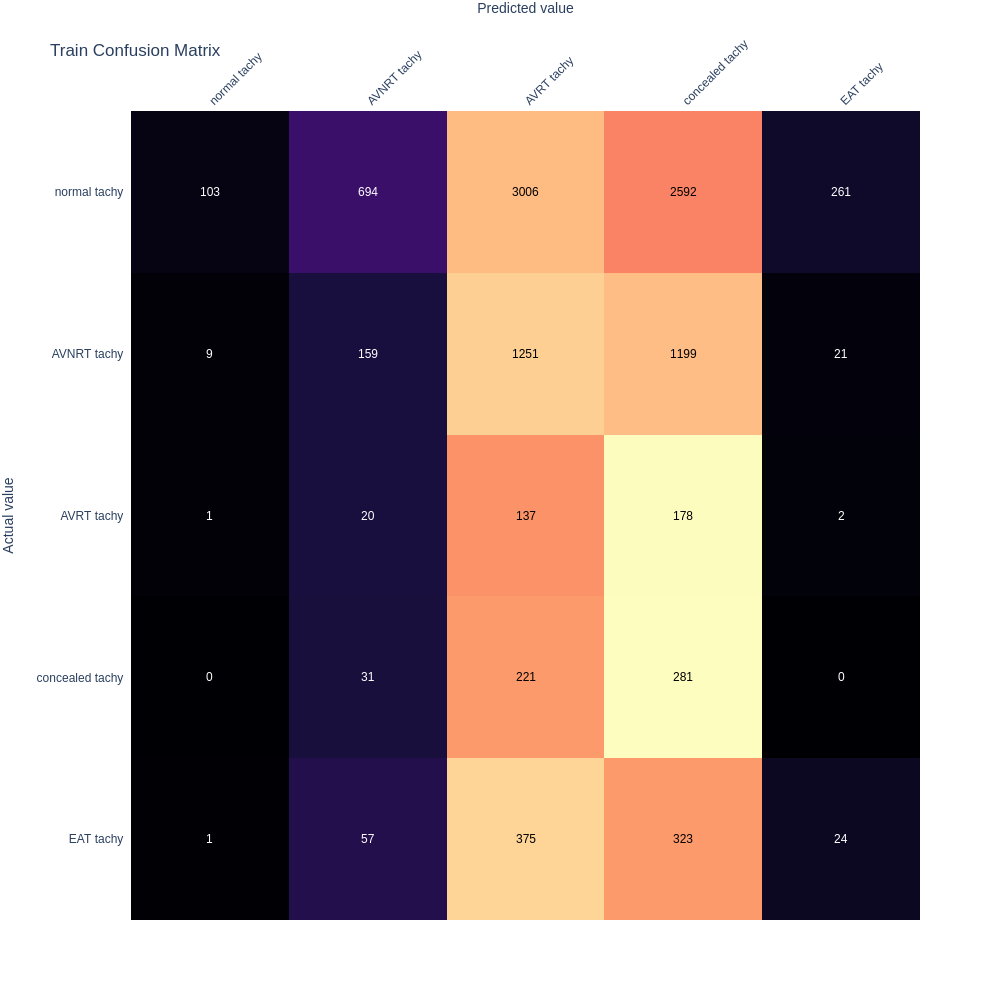 Predicted value
Train Confusion Matrix
normal tachy
AVNRT tachy
AVRT tachy
concealed tachy
EAT tachy
normal tachy 103 694 3006 2592 261
AVNRT tachy 9 159 1251 1199 21
AVRT tachy 1 20 137 178 2
concealed tachy 0 31 221 281 0
EAT tachy 1 57 375 323 24
Actual value